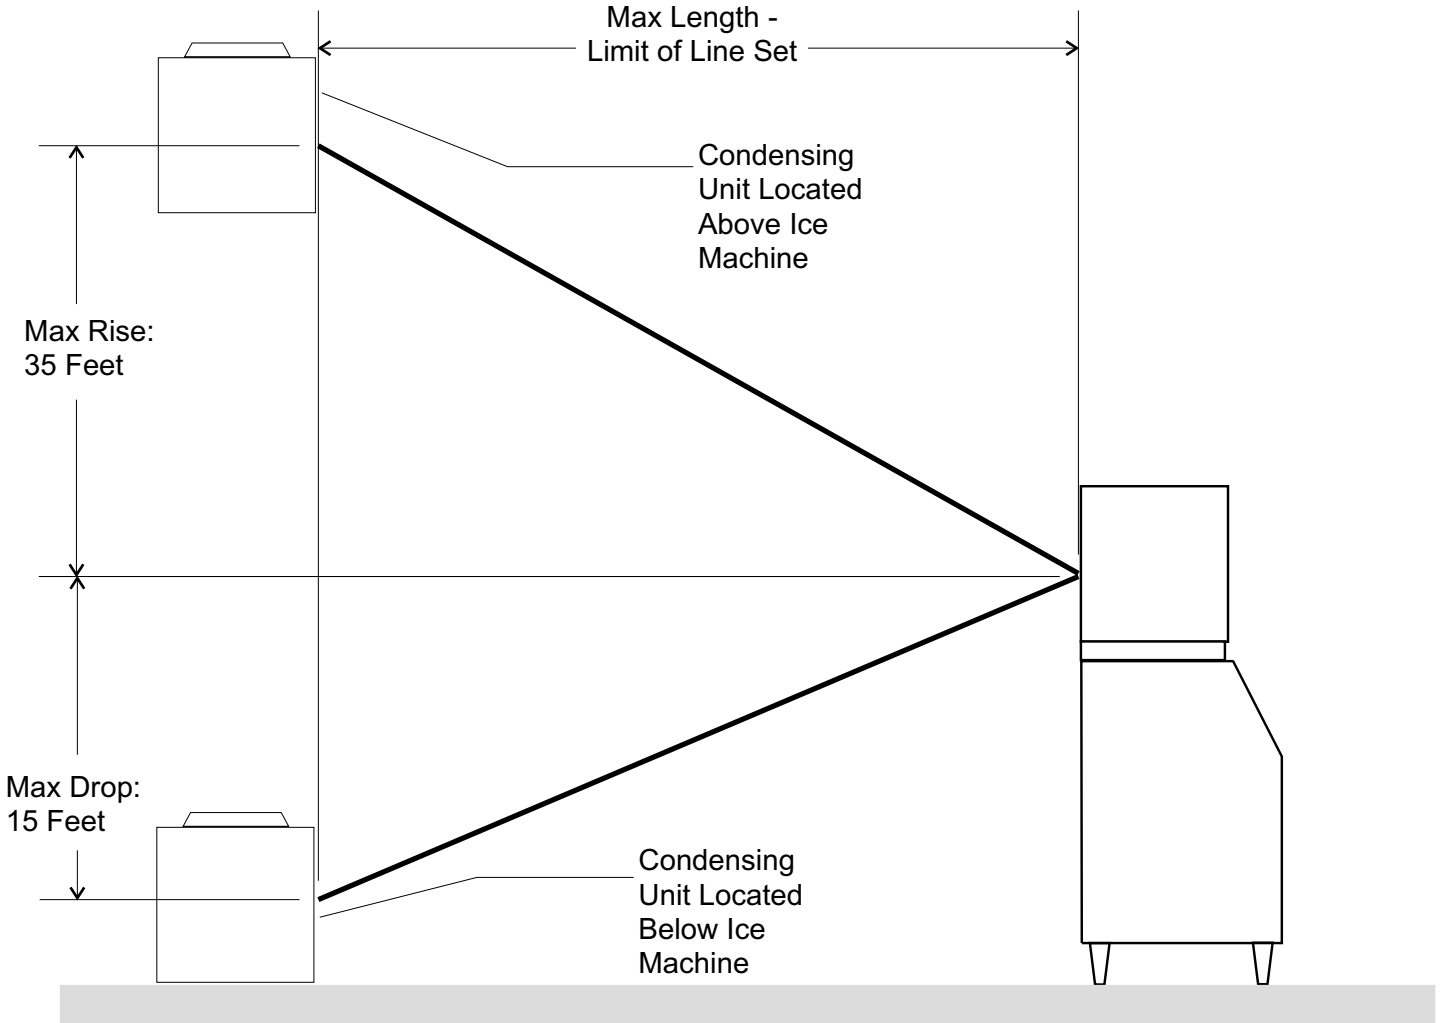 Max Length -
Limit of Line Set
Condensing
Unit Located
Above Ice
Machine
Max Rise:
35 Feet
Max Drop:
15 Feet
Condensing
Unit Located
Below Ice
Machine